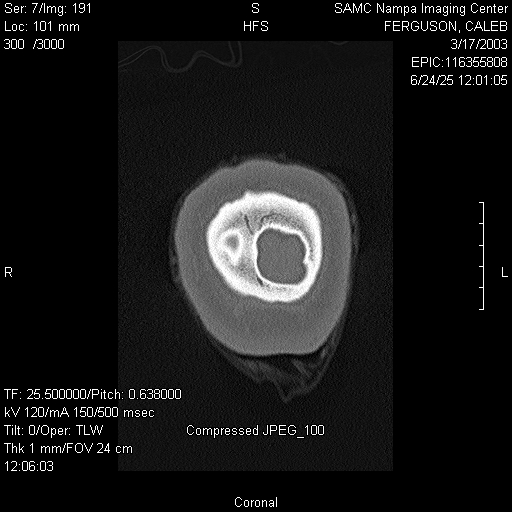 Ser: 7/Img: 191
Loc: 101 mm
300 /3000
S
HFS
SAMC Nampa Imaging Center
FERGUSON, CALEB
3/17/2003
EPIC:116355808
6/24/25 12:01:05
R
L
TF: 25.500000/Pitch: 0.638000
kV 120/mA 150/500 msec
Tilt: 0/Oper: TLW
Thk 1 mm/FOV 24 cm
12:06:03
Compressed JPEG_100
Coronal